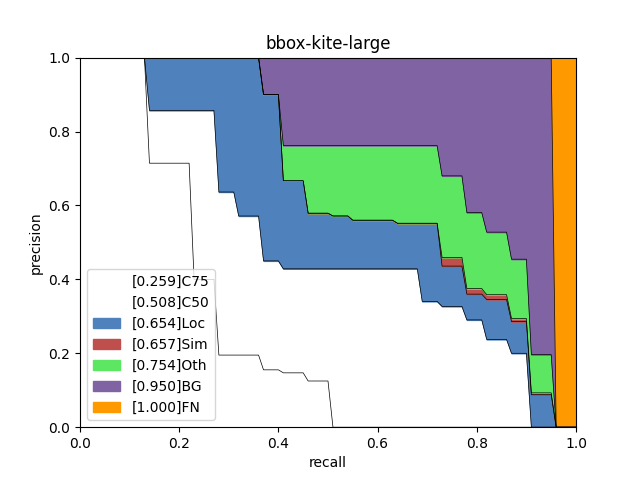 bbox-kite-large
1.0
0.8
0.6
0.4
0.2
0.0
precision
[0.259]C75
[0.508]C50
[0.654]Loc
[0.657]Sim
[0.754]Oth
[0.950]BG
[1.000]FN
0.0 0.2 0.4 0.6 0.8 1.0
recall